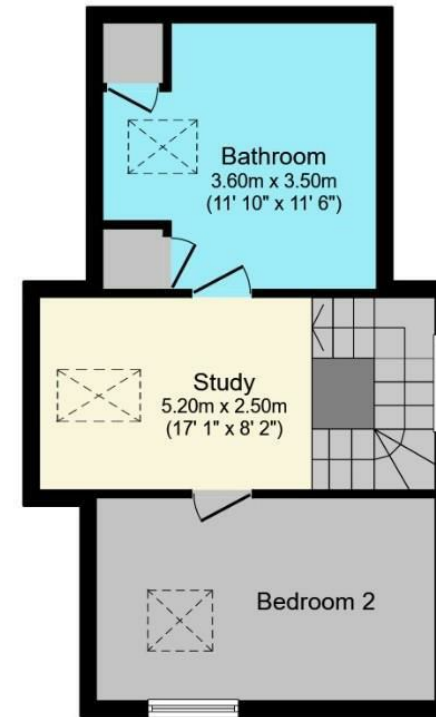 Bathroom
3.60m x 3.50m
(11' 10" x 11' 6")
Study
5.20m x 2.50m
(17' 1" x 8' 2")
Bedroom 2